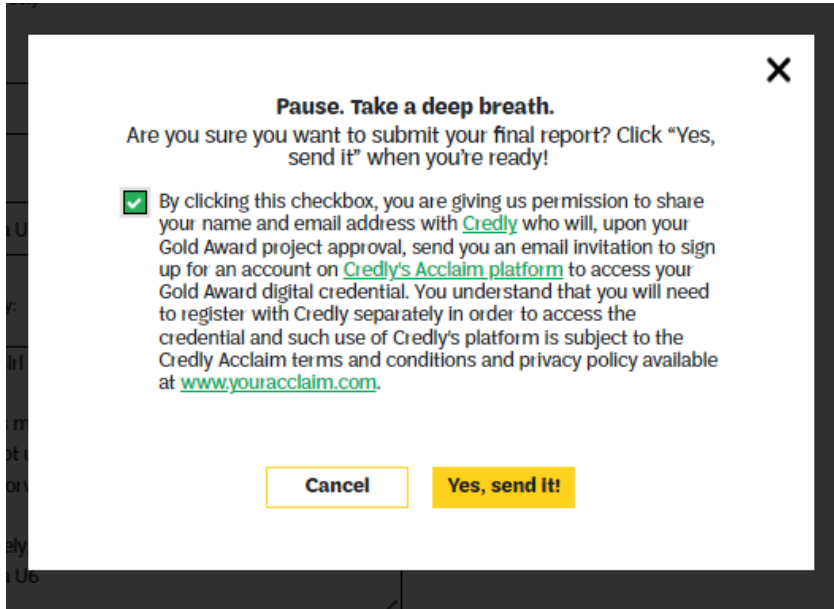 Pause. Take a deep breath.
Are you sure you want to submit your final report? Click “Yes,
send it” when you’re ready!
By clicking this checkbox, you are giving us permission to share
your name and email address with Credly who will, upon your
Gold Award project approval, send you an email invitation to sign
up for an account on Credly's Acclaim platform to access your
Gold Award digital credential. You understand that you will need
to register with Credly separately in order to access the
credential and such use of Credly's platform is subject to the
Credly Acclaim terms and conditions and privacy policy available
at www.youracclaim.com.
Cancel
Yes, send it!
U6